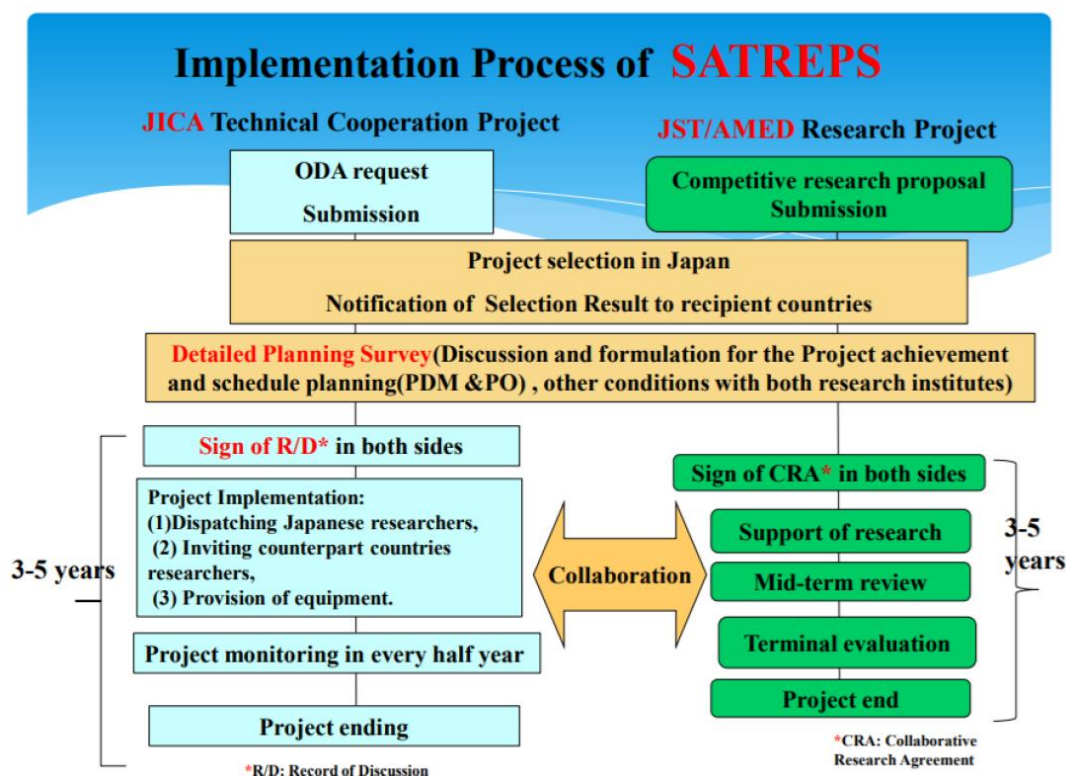 Implementation Process of SATREPS
JICA Technical Cooperation Project
JST/AMED Research Project
ODA request
Submission
Competitive research proposal
Submission
Project selection in Japan
Notification of Selection Result to recipient countries
Detailed Planning Survey(Discussion and formulation for the Project achievement
and schedule planning(PDM &PO) , other conditions with both research institutes)
3-5 years
Sign of R/D* in both sides
Project Implementation:
(1)Dispatching Japanese researchers,
(2) Inviting counterpart countries
researchers,
(3) Provision of equipment.
Project monitoring in every half year
Project ending
*R/D: Record of Discussion
Collaboration
Sign of CRA* in both sides
Support of research
Mid-term review
Terminal evaluation
Project end
3-5
years
*CRA: Collaborative
Research Agreement